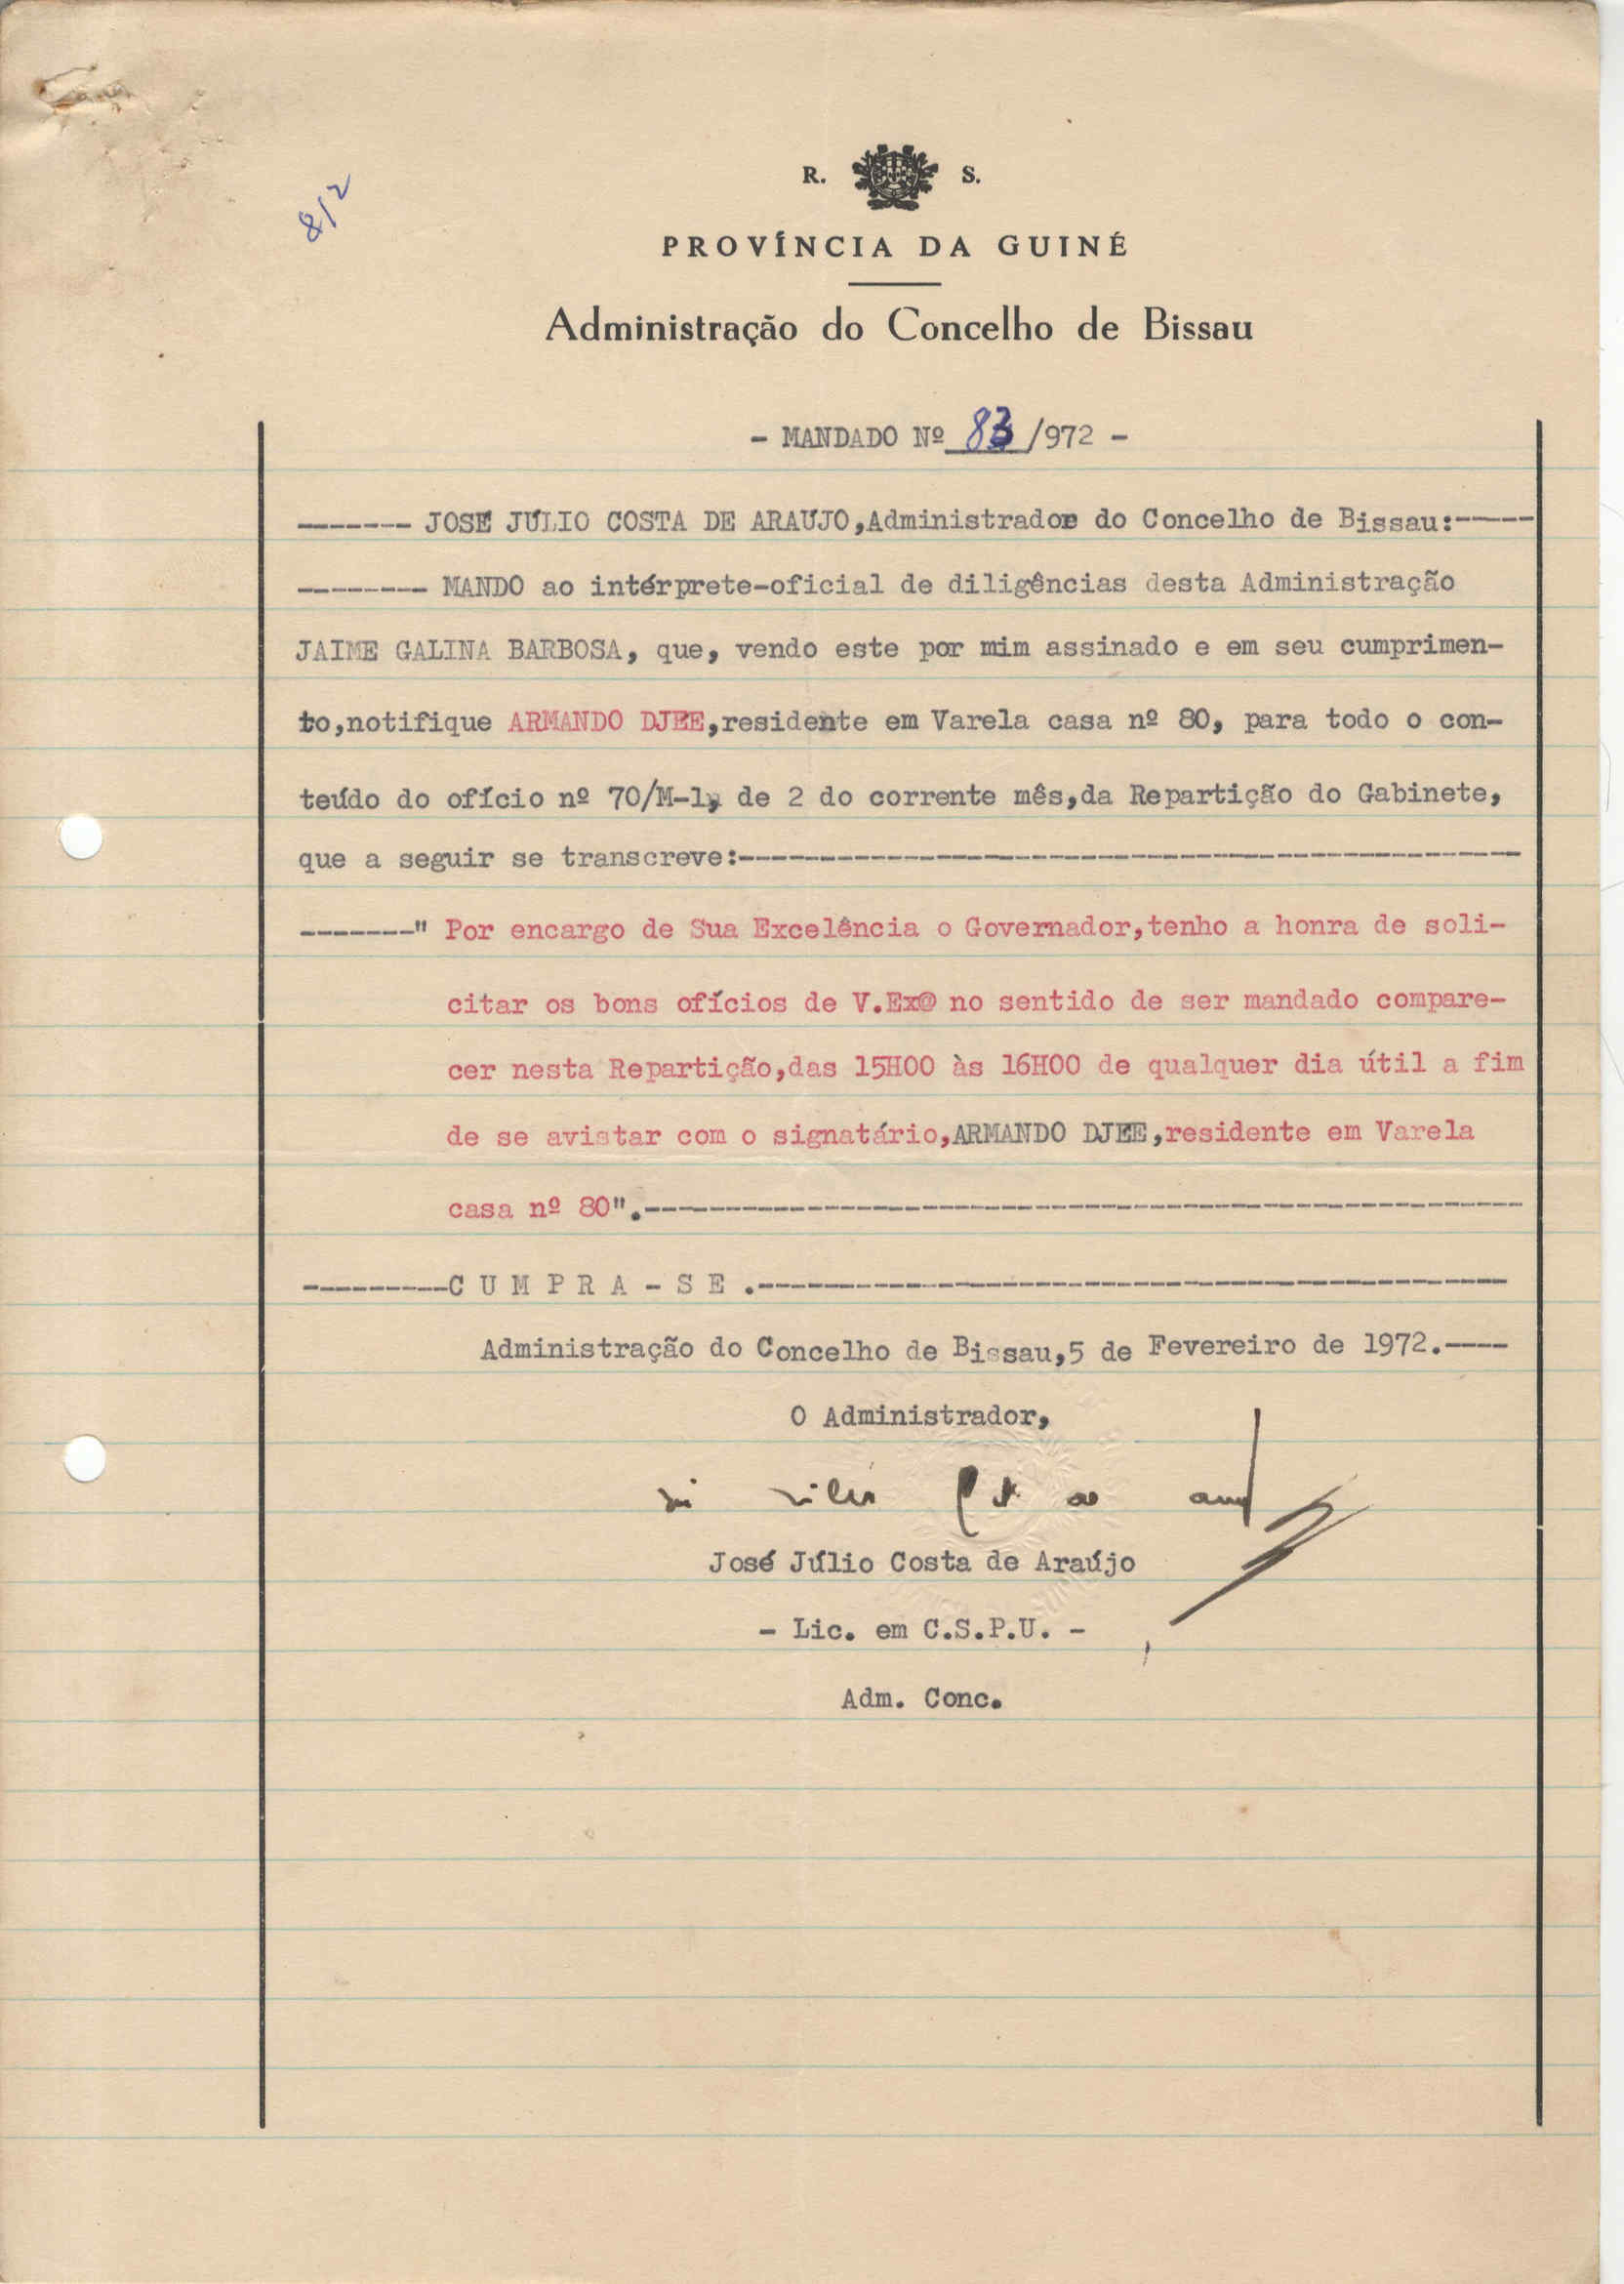 8/2
R. S.
PROVÍNCIA DA GUINÉ
Administração do Concelho de Bissau
- MANDADO Nº 83/972 -
------- JOSÉ JÚLIO COSTA DE ARAÚJO,Administrador do Concelho de Bissau:-----
-------- MANDO ao intérprete-oficial de diligências desta Administração
JAIME GALINA BARBOSA, que, vendo este por mim assinado e em seu cumprimen-
to,notifique ARMANDO DJEE,residente em Varela casa nº 80, para todo o con-
teúdo do ofício nº 70/M-1, de 2 do corrente mês,da Repartição do Gabinete,
que a seguir se transcreve:------------------------------------------------
-------" Por encargo de Sua Excelência o Governador,tenho a honra de soli-
citar os bons ofícios de V.Ex@ no sentido de ser mandado compare-
cer nesta Repartição,das 15H00 às 16H00 de qualquer dia útil a fim
de se avistar com o signatário,ARMANDO DJEE,residente em Varela
casa nº 80".------------------------------------------------------
---------C U M P R A - S E .----------------------------------------------
Administração do Concelho de Bissau,5 de Fevereiro de 1972.----
O Administrador,
José Júlio Costa de Araújo
- Lic. em C.S.P.U. -
Adm. Conc.